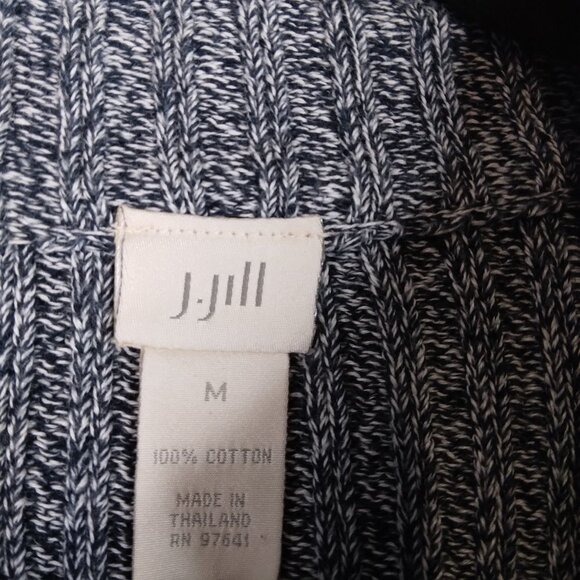 J.Jill
M
100% COTTON
MADE IN
THAILAND
RN 97641